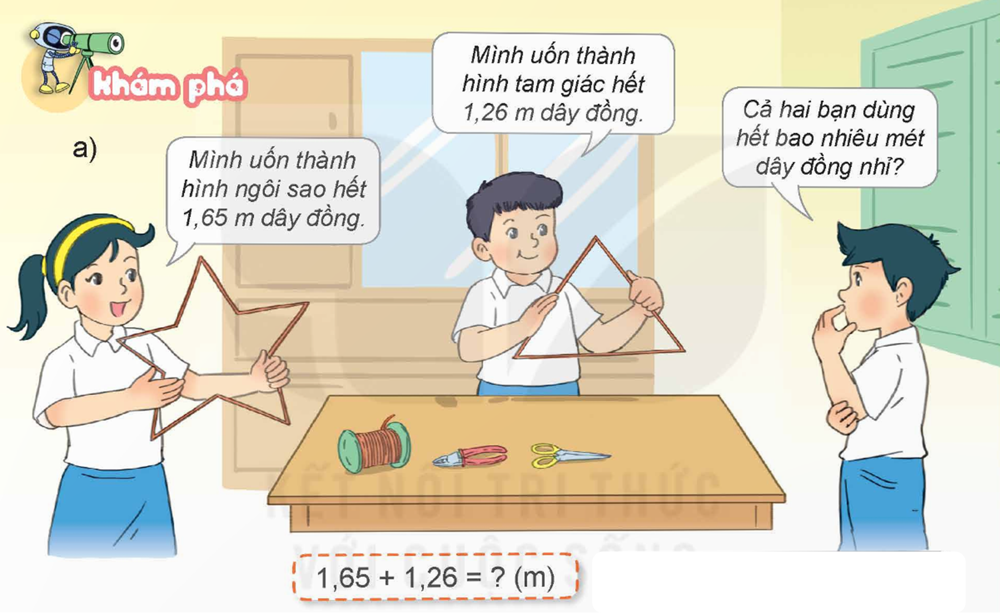 Khám phá
a)
Mình uốn thành
hình ngôi sao hết
1,65 m dây đồng.
Mình uốn thành
hình tam giác hết
1,26 m dây đồng.
Cả hai bạn dùng
hết bao nhiêu mét
dây đồng nhỉ?
KẾT NỐI TRI THỨC
VỚI CUỘC SỐNG
1,65 + 1,26 = ? (m)